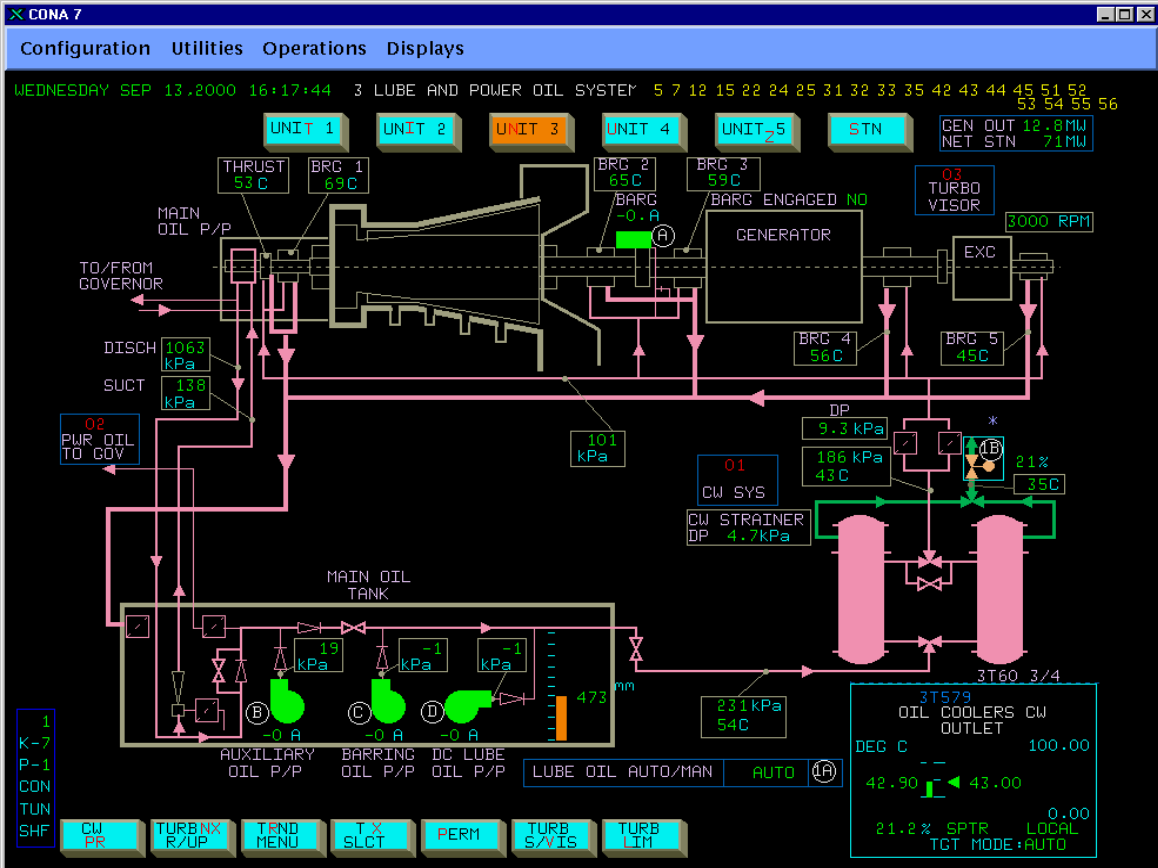 CONA 7
Configuration Utilities Operations Displays
WEDNESDAY SEP 13,2000 16:17:44 3 LUBE AND POWER OIL SYSTEM 5 7 12 15 22 24 25 31 32 33 35 42 43 44 45 51 52
53 54 55 56
UNIT 1 UNIT 2 UNIT 3 UNIT 4 UNITZ5 STN
GEN OUT 12.8MW
NET STN 71MW
THRUST
53C
BRG 1
69C
BRG 2
65C
BRG 3
59C
BARG
-0. A
A
BARG ENGAGED NO
03
TURBO
VISOR
3000 RPM
MAIN
OIL P/P
GENERATOR
EXC
TO/FROM
GOVERNOR
DISCH 1063
kPa
SUCT 138
kPa
BRG 4
56C
BRG 5
45C
02
PWR OIL
TO GOV
101
kPa
DP
9.3 kPa
186 kPa
43C
*
1B
21%
35C
01
CW SYS
CW STRAINER
DP 4.7kPa
MAIN OIL
TANK
19
kPa
-1
kPa
-1
kPa
473 mm
B
C
D
-0 A
-0 A
-0 A
AUXILIARY
OIL P/P
BARRING
OIL P/P
DC LUBE
OIL P/P
231kPa
54C
LUBE OIL AUTO/MAN AUTO 1A
3T60 3/4
3T579
OIL COOLERS CW
OUTLET
DEG C 100.00
42.90 43.00
0.00
21.2% SPTR LOCAL
TGT MODE:AUTO
1
K-7
P-1
CON
TUN
SHF
CW
PR
TURBNX
R/UP
TRND
MENU
T X
SLCT
PERM
TURB
S/VIS
TURB
LIM